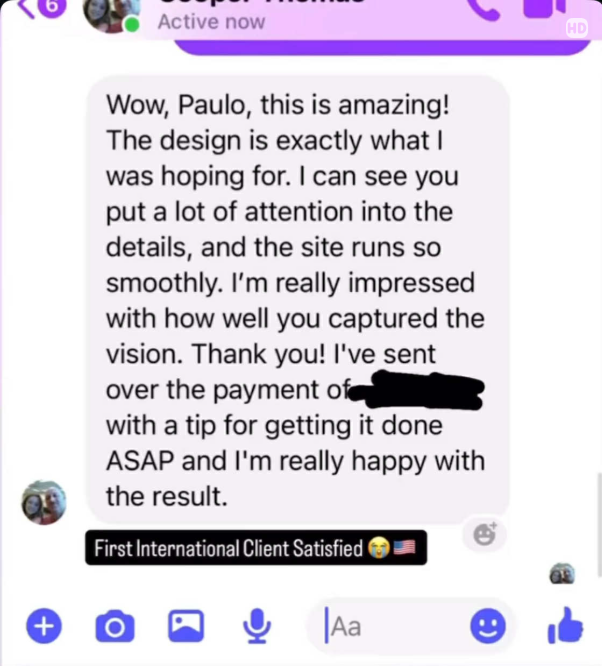 6
Active now
HD
Wow, Paulo, this is amazing!
The design is exactly what I
was hoping for. I can see you
put a lot of attention into the
details, and the site runs so
smoothly. I'm really impressed
with how well you captured the
vision. Thank you! I've sent
over the payment of
with a tip for getting it done
ASAP and I'm really happy with
the result.
First International Client Satisfied 😭🇺🇸
Aa